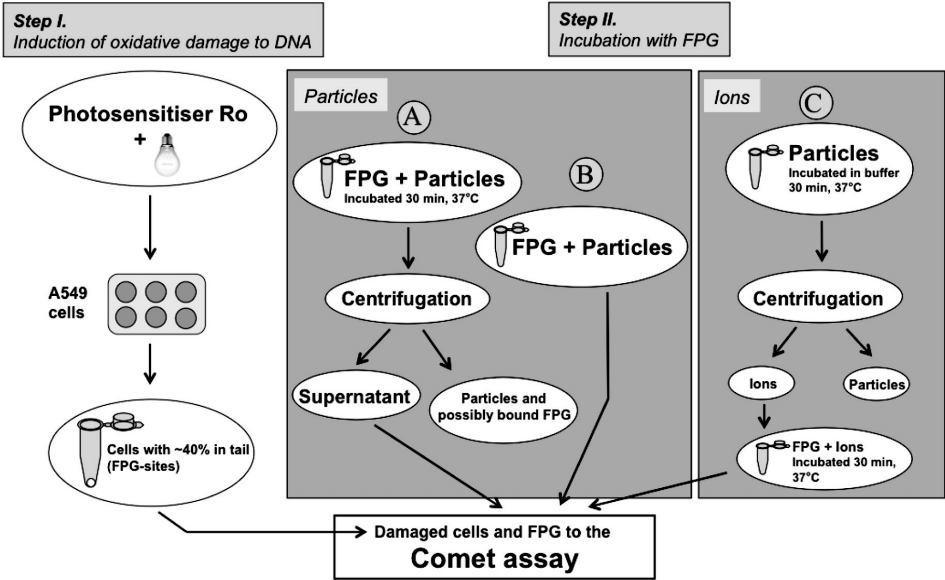 Step I.
Induction of oxidative damage to DNA
Step II.
Incubation with FPG
Photosensitiser Ro
+
A549
cells
Cells with ~40% in tail
(FPG-sites)
Particles
A
FPG + Particles
Incubated 30 min, 37°C
B
FPG + Particles
Centrifugation
Supernatant
Particles and
possibly bound FPG
Ions
C
Particles
Incubated in buffer
30 min, 37°C
Centrifugation
Ions
Particles
FPG + Ions
Incubated 30 min,
37°C
Damaged cells and FPG to the
Comet assay